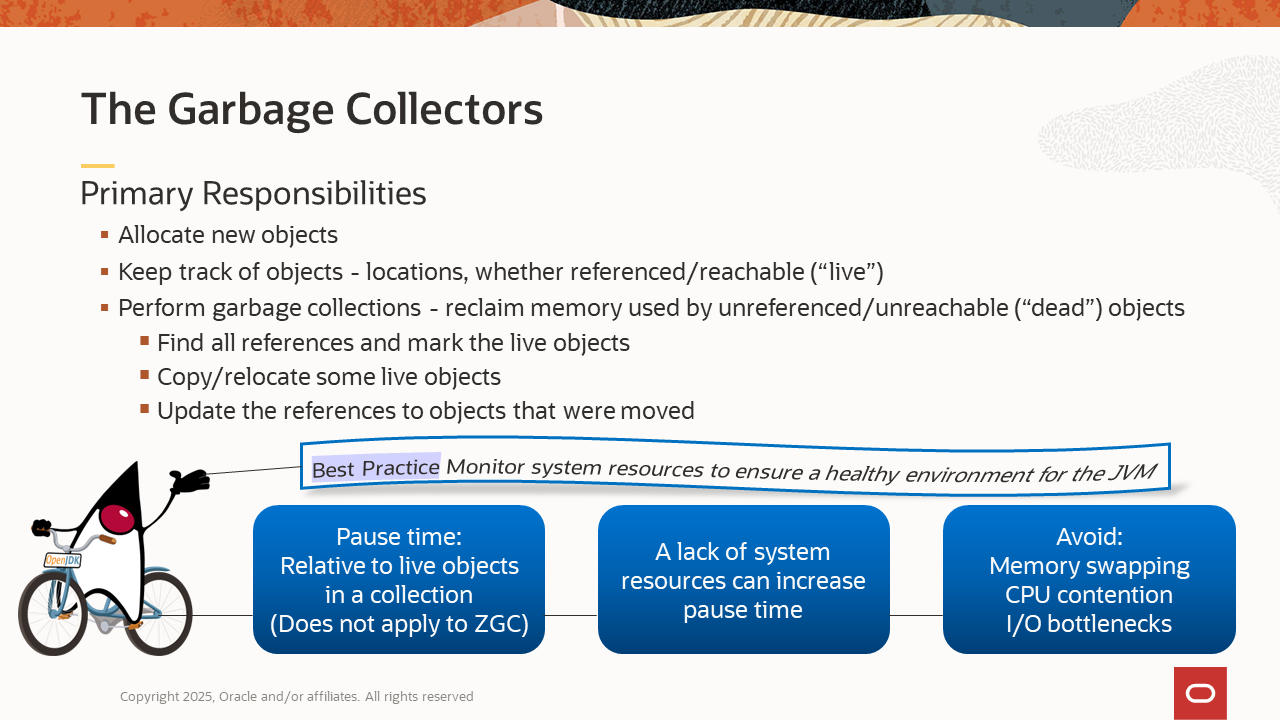 The Garbage Collectors
Primary Responsibilities
Allocate new objects
Keep track of objects - locations, whether referenced/reachable (“live”)
Perform garbage collections - reclaim memory used by unreferenced/unreachable (“dead”) objects
Find all references and mark the live objects
Copy/relocate some live objects
Update the references to objects that were moved
Best Practice Monitor system resources to ensure a healthy environment for the JVM
OpenJDK
Pause time:
Relative to live objects
in a collection
(Does not apply to ZGC)
A lack of system
resources can increase
pause time
Avoid:
Memory swapping
CPU contention
I/O bottlenecks
Copyright 2025, Oracle and/or affiliates. All rights reserved